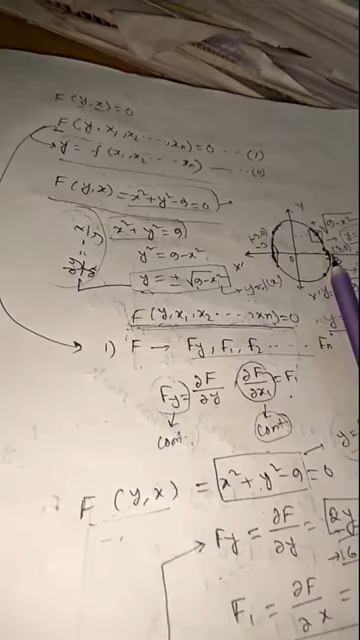 F(y,x)=0
F(y, x₁, x₂ ..... xₙ)=0 ... (1)
y = f(x₁, x₂ ..... xₙ)
F(y,x) = x²+y²-9=0
x²+y²=9
y² = 9-x²
y = ± √9-x²
F(y, x₁, x₂ .... xₙ)=0
1) F → Fy, F₁, F₂ ..... Fn
Fy = ∂F/∂y ∂F/∂x₁ = F₁
cont. cont.
F (y,x) = x²+y²-9=0
Fy = ∂F/∂y = 2y
F₁ = ∂F/∂x =